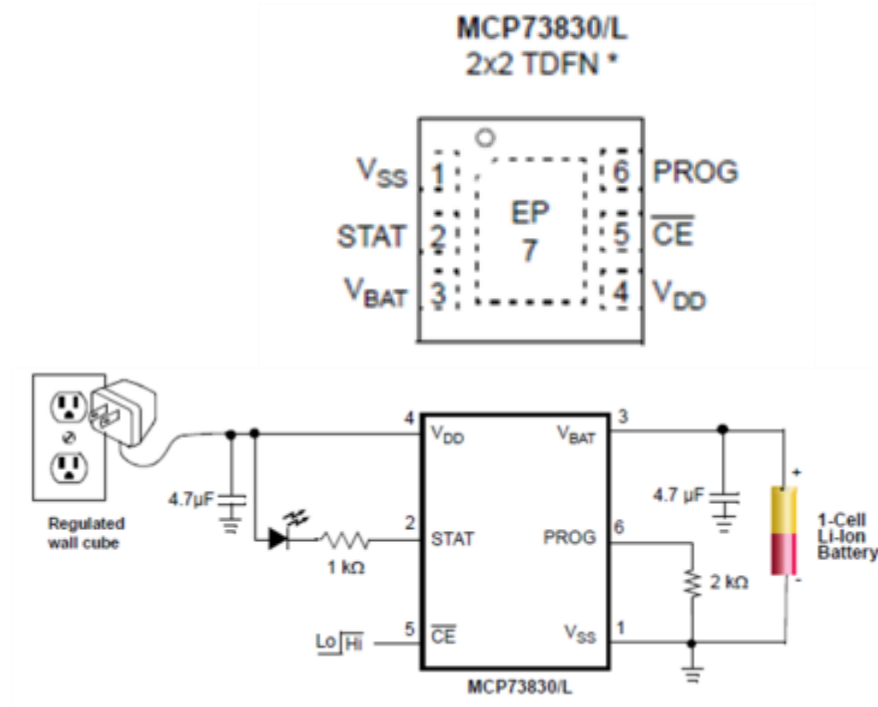 MCP73830/L
2x2 TDFN *
VSS 1 6 PROG
EP
STAT 2 5 CE
7
VBAT 3 4 VDD
4 3
VDD VBAT
4.7µF 4.7 µF
+
Regulated
wall cube
2 6
STAT PROG
1 kΩ
1-Cell
Li-Ion
Battery
2 kΩ
-
Lo Hi 5 CE VSS 1
MCP73830/L